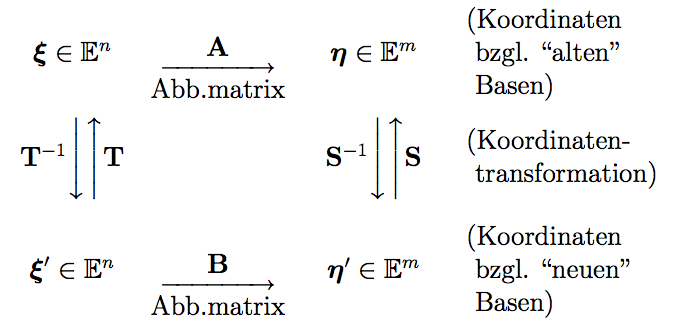 𝝃 ∈ 𝔼ⁿ  A  𝜼 ∈ 𝔼ᵐ  (Koordinaten
Abb.matrix  bzgl. “alten”
Basen)
T⁻¹  T  S⁻¹  S  (Koordinaten-
transformation)
𝝃′ ∈ 𝔼ⁿ  B  𝜼′ ∈ 𝔼ᵐ  (Koordinaten
Abb.matrix  bzgl. “neuen”
Basen)